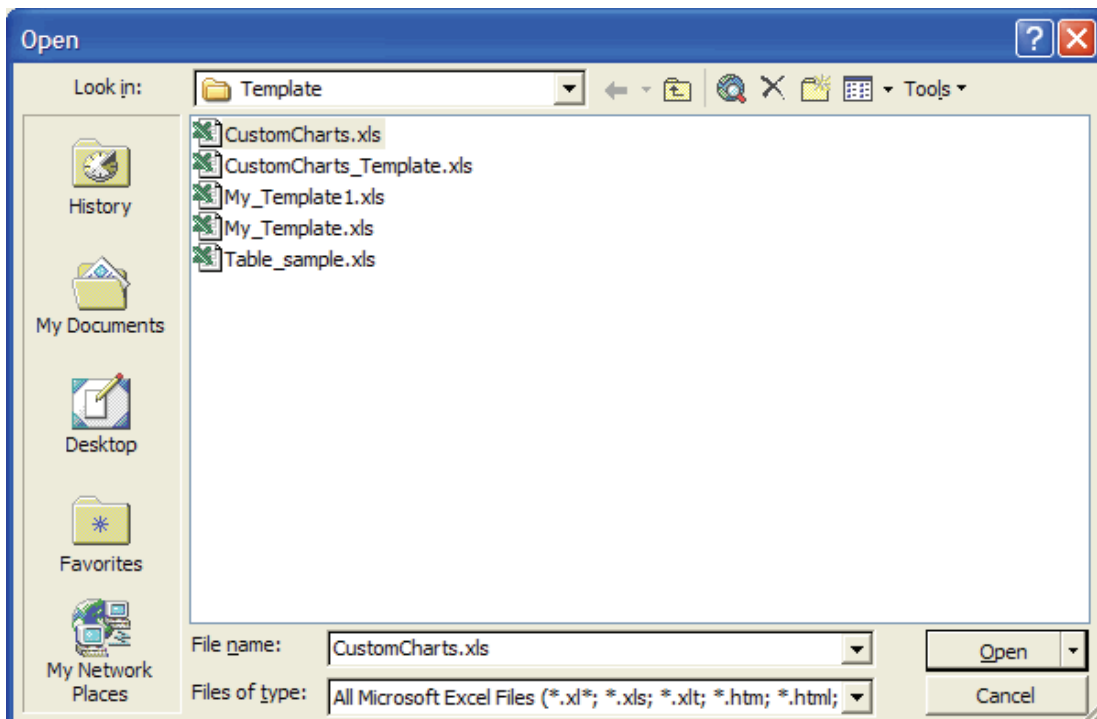 Open
Look in:
Template
Tools
CustomCharts.xls
CustomCharts_Template.xls
My_Template1.xls
My_Template.xls
Table_sample.xls
History
My Documents
Desktop
Favorites
My Network
Places
File name:
CustomCharts.xls
Open
Files of type:
All Microsoft Excel Files (*.xl*; *.xls; *.xlt; *.htm; *.html;
Cancel